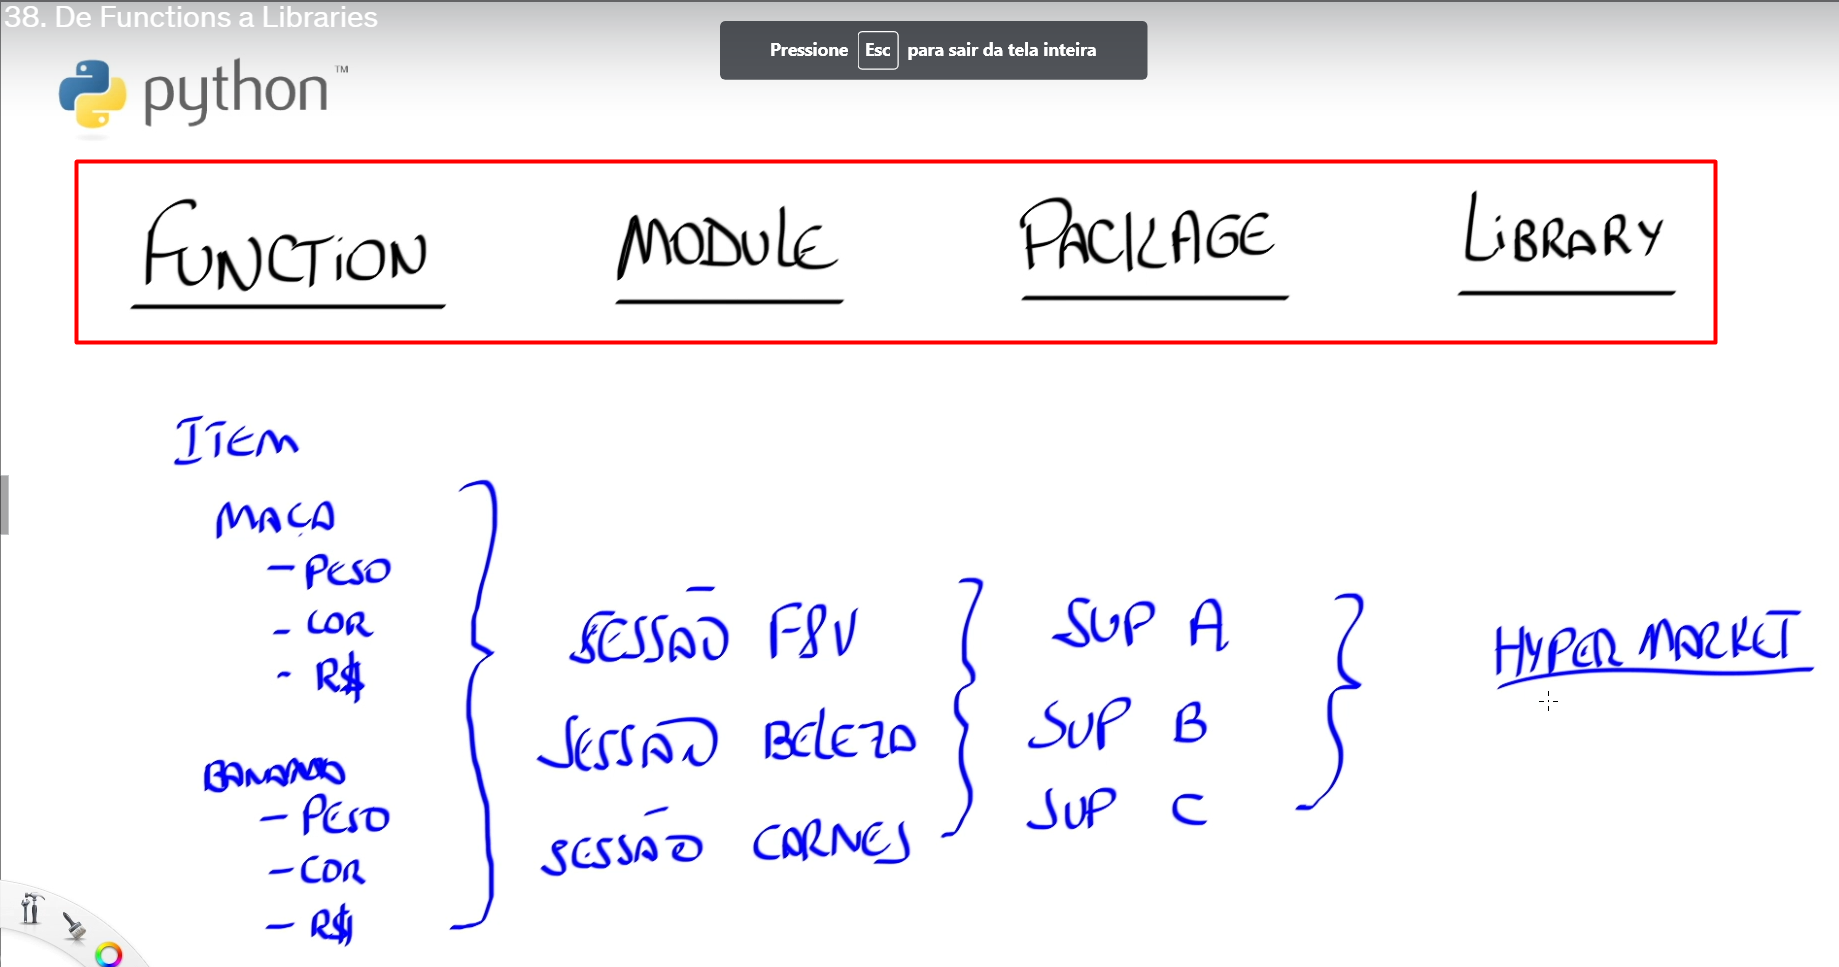 38. De Functions a Libraries
Pressione Esc para sair da tela inteira
python™
FUNCTION MODULE PACKAGE LIBRARY
ITEM
MAÇA
- PESO
- COR
- R$
BANANA
- PESO
- COR
- R$
SESSÃO F&V
SESSÃO BELEZA
SESSÃO CARNES
SUP A
SUP B
SUP C
HYPER MARKET